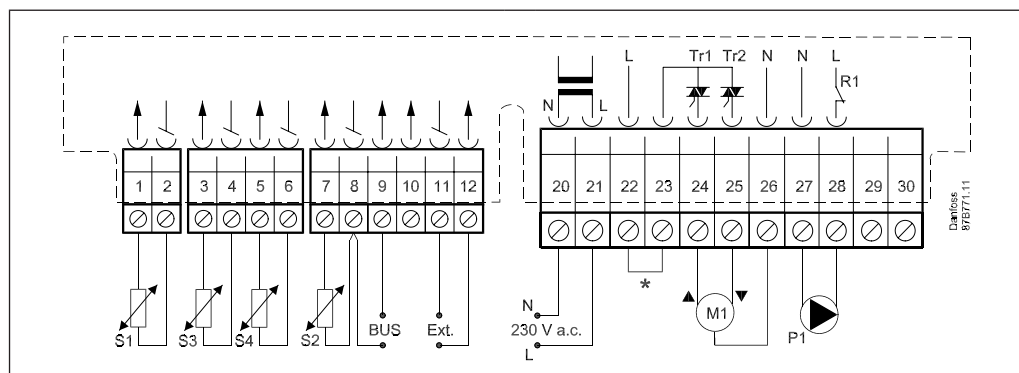 L Tr1 Tr2 N N L
R1
N L
1 2 3 4 5 6 7 8 9 10 11 12
20 21 22 23 24 25 26 27 28 29 30
Danfoss
87B771.11
*
N
230 V a.c.
L
M1
P1
S1 S3 S4 S2
BUS Ext.